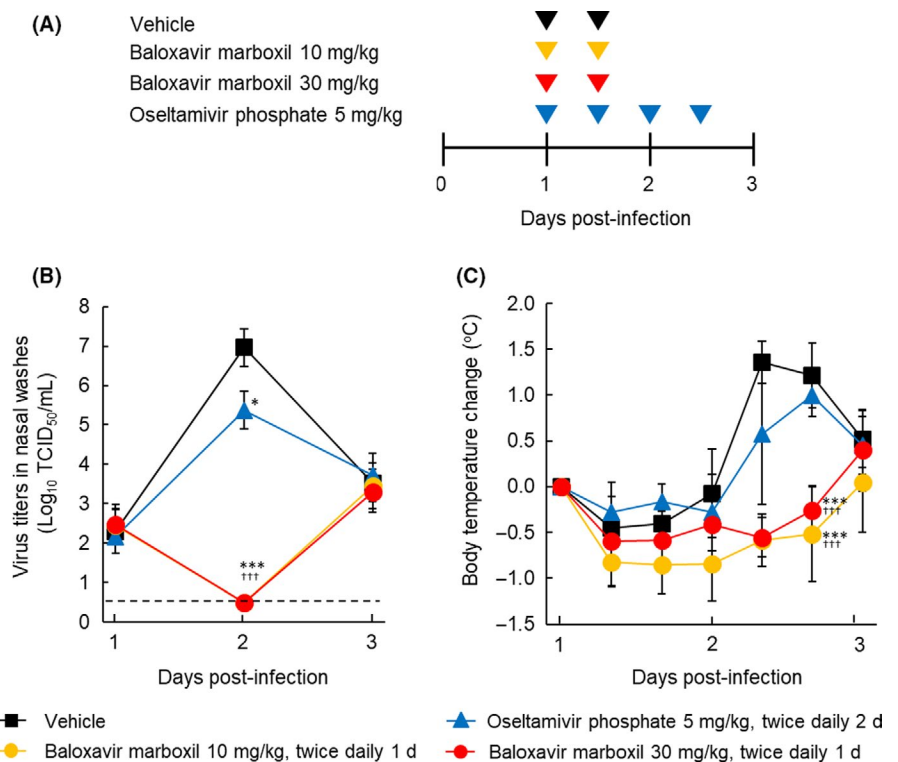 (A)
Vehicle
Baloxavir marboxil 10 mg/kg
Baloxavir marboxil 30 mg/kg
Oseltamivir phosphate 5 mg/kg
0 1 2 3
Days post-infection
(B)
Virus titers in nasal washes
(Log₁₀ TCID₅₀/mL)
8
7
6
5
4
3
2
1
0
*
***
†††
1 2 3
Days post-infection
(C)
Body temperature change (°C)
2.0
1.5
1.0
0.5
0.0
–0.5
–1.0
–1.5
***
†††
***
†††
1 2 3
Days post-infection
Vehicle
Oseltamivir phosphate 5 mg/kg, twice daily 2 d
Baloxavir marboxil 10 mg/kg, twice daily 1 d
Baloxavir marboxil 30 mg/kg, twice daily 1 d